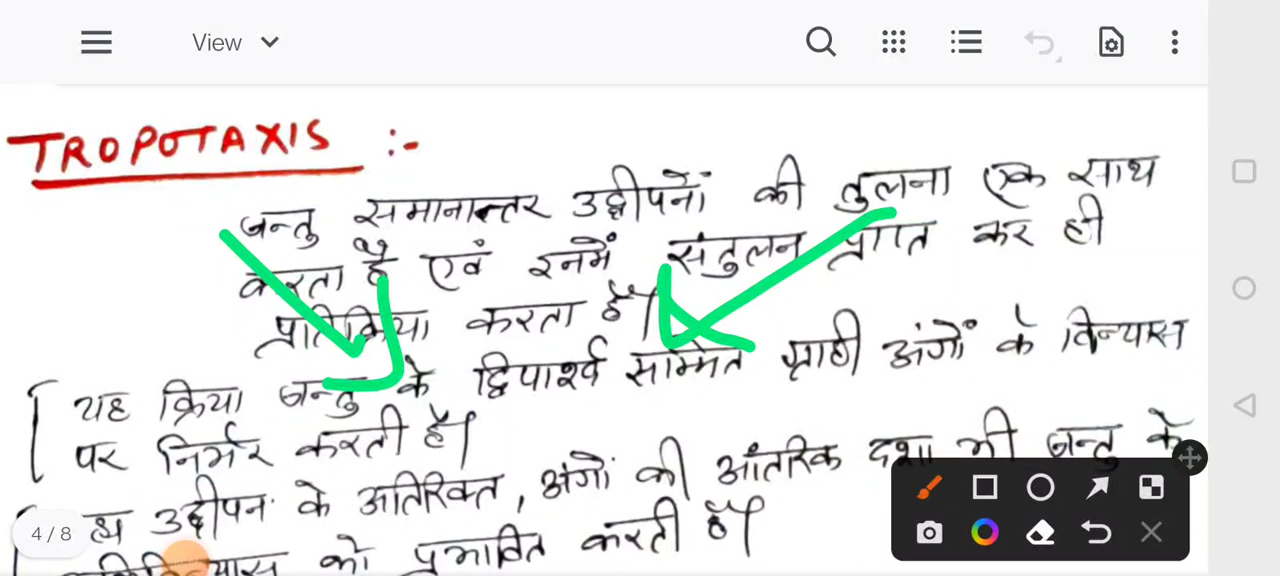 View
TROPOTAXIS :-
जन्तु समानान्तर उद्दीपनों की तुलना एक साथ
करता है एवं इनमें संतुलन प्राप्त कर ही
प्रतिक्रिया करता है।
यह क्रिया जन्तु के द्विपार्श्व सम्मित ग्राही अंगों के विन्यास
पर निर्भर करती है।
उद्दीपन के अतिरिक्त, अंगों की आंतरिक दशा भी जन्तु के
को प्रभावित करती है।
4 / 8